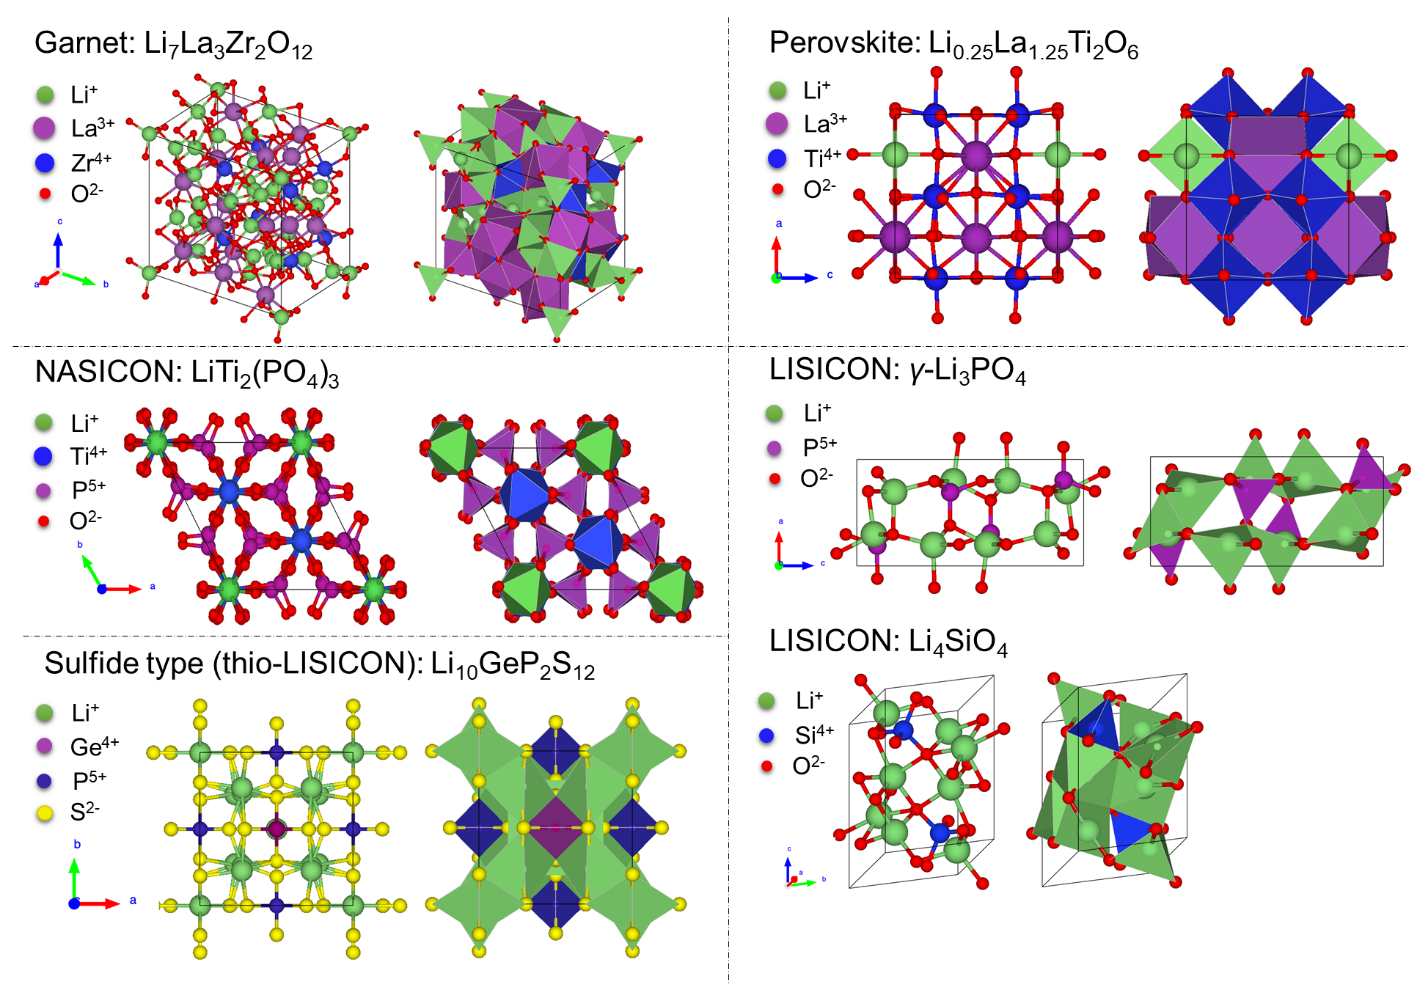 Garnet: Li7La3Zr2O12
Li+
La3+
Zr4+
O2-
c
a
b
Perovskite: Li0.25La1.25Ti2O6
Li+
La3+
Ti4+
O2-
a
c
NASICON: LiTi2(PO4)3
Li+
Ti4+
P5+
O2-
b
a
LISICON: γ-Li3PO4
Li+
P5+
O2-
a
c
Sulfide type (thio-LISICON): Li10GeP2S12
Li+
Ge4+
P5+
S2-
b
a
LISICON: Li4SiO4
Li+
Si4+
O2-
c
a
b